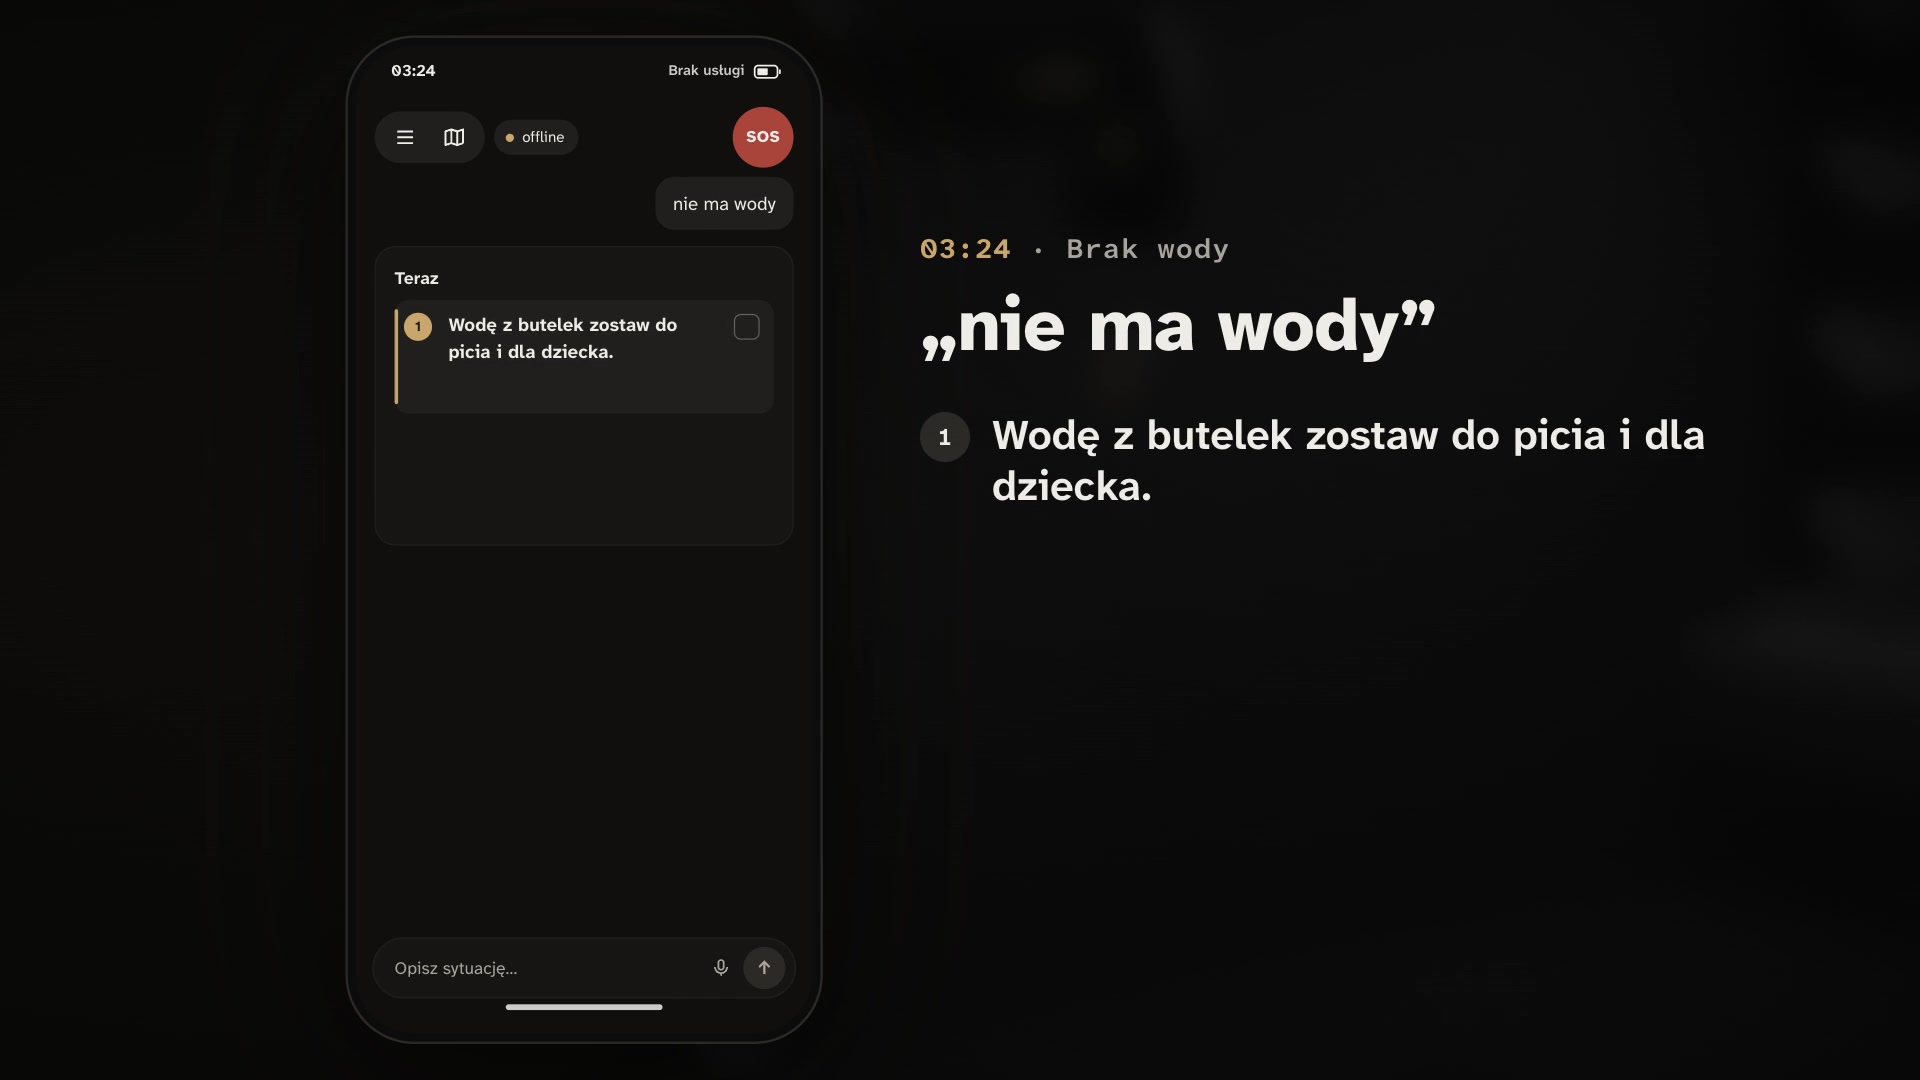 03:24
Brak usługi
offline
SOS
nie ma wody
Teraz
1
Wodę z butelek zostaw do
picia i dla dziecka.
Opisz sytuację...
03:24 · Brak wody
„nie ma wody”
1
Wodę z butelek zostaw do picia i dla
dziecka.